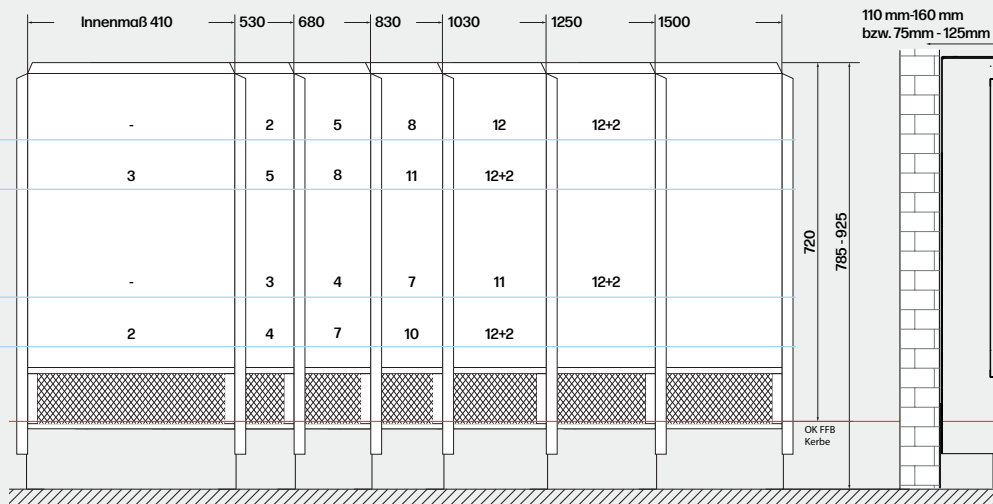 Innenmaß 410 530 680 830 1030 1250 1500
110 mm-160 mm
bzw. 75mm - 125mm
- 2 5 8 12 12+2
3 5 8 11 12+2
720
785 - 925
- 3 4 7 11 12+2
2 4 7 10 12+2
OK FFB
Kerbe